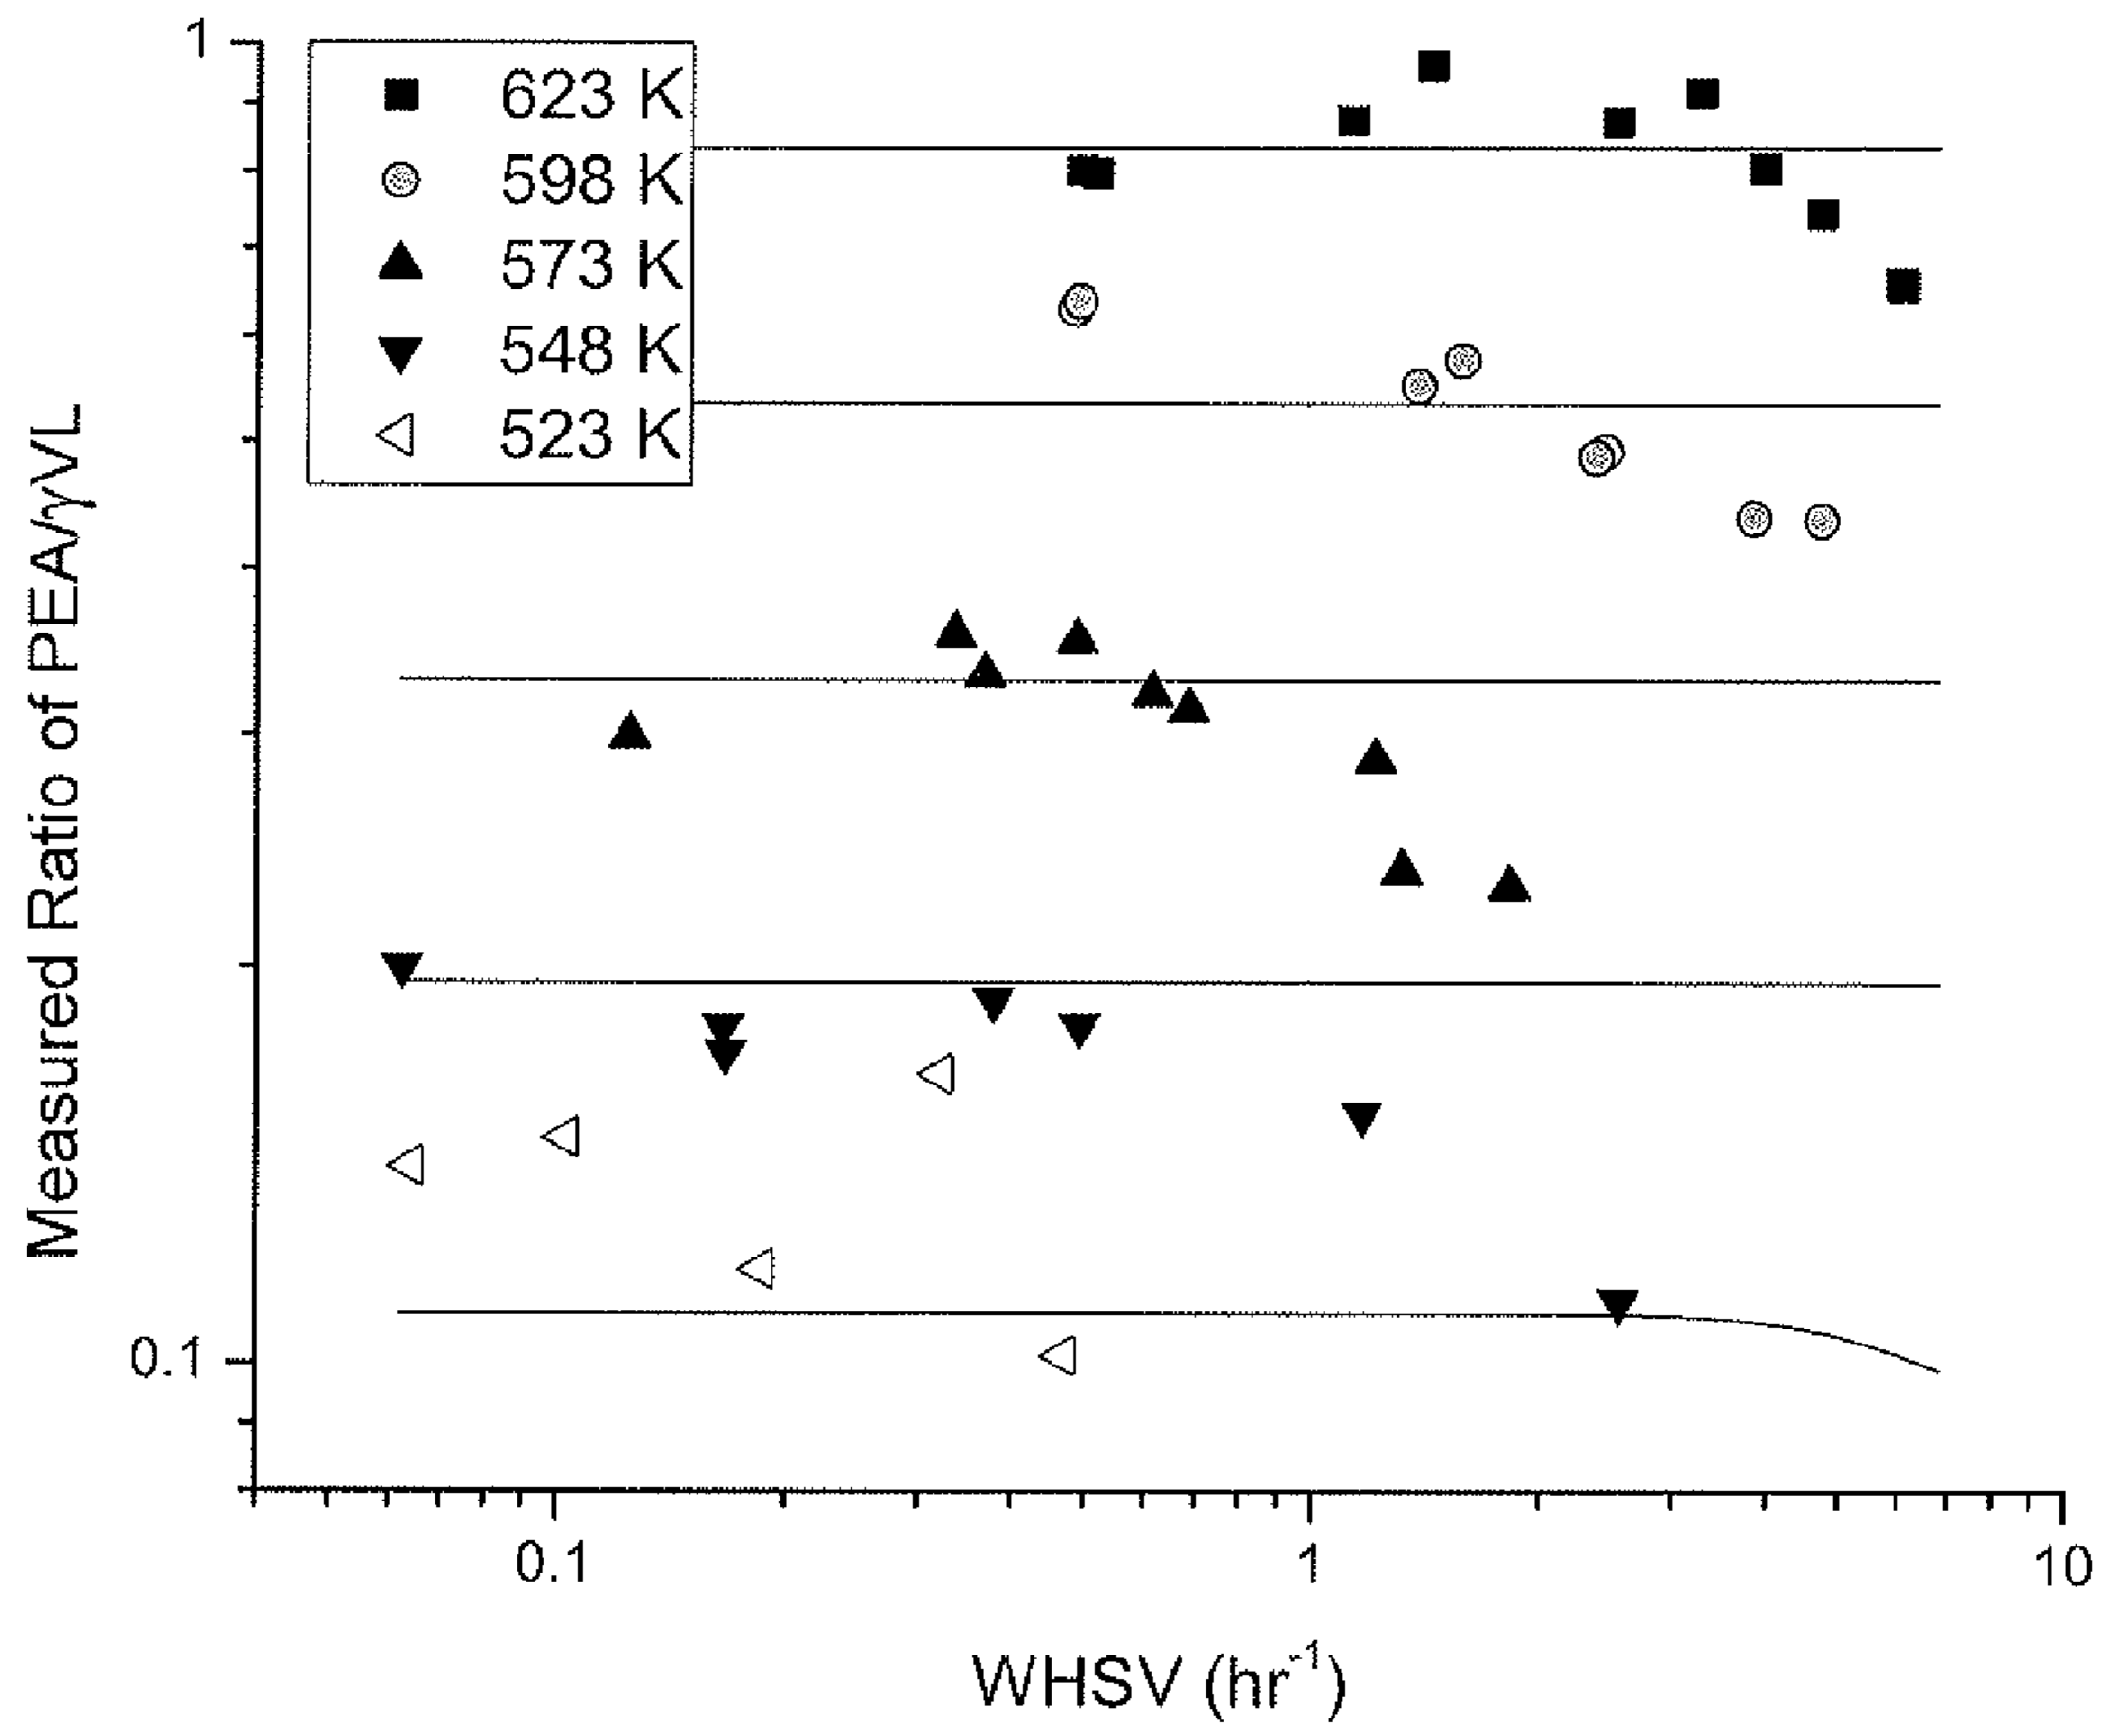 1
623 K
598 K
573 K
548 K
523 K
Measured Ratio of PEA/γVL
0.1
0.1
1
10
WHSV (hr⁻¹)